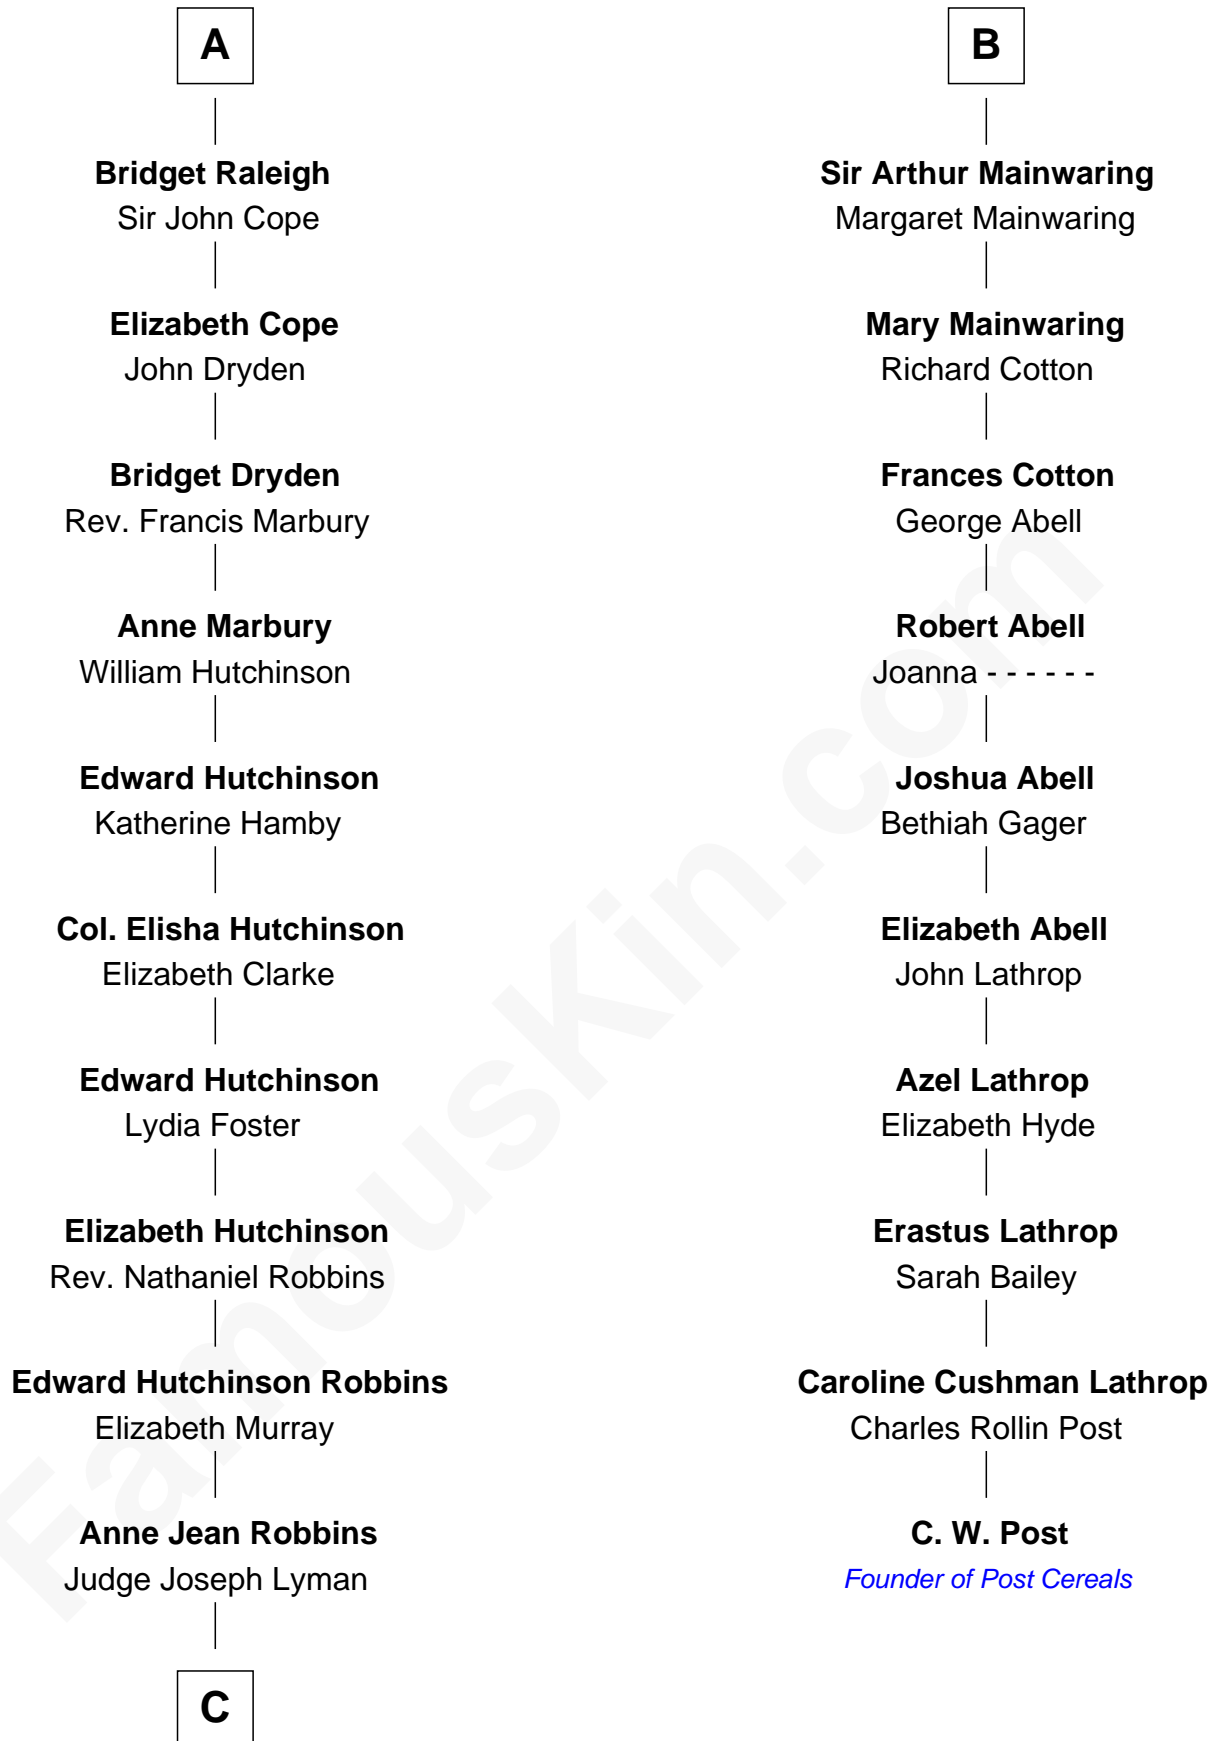 A
Bridget Raleigh
Sir John Cope
Elizabeth Cope
John Dryden
Bridget Dryden
Rev. Francis Marbury
Anne Marbury
William Hutchinson
Edward Hutchinson
Katherine Hamby
Col. Elisha Hutchinson
Elizabeth Clarke
Edward Hutchinson
Lydia Foster
Elizabeth Hutchinson
Rev. Nathaniel Robbins
Edward Hutchinson Robbins
Elizabeth Murray
Anne Jean Robbins
Judge Joseph Lyman
C
B
Sir Arthur Mainwaring
Margaret Mainwaring
Mary Mainwaring
Richard Cotton
Frances Cotton
George Abell
Robert Abell
Joanna - - - - - -
Joshua Abell
Bethiah Gager
Elizabeth Abell
John Lathrop
Azel Lathrop
Elizabeth Hyde
Erastus Lathrop
Sarah Bailey
Caroline Cushman Lathrop
Charles Rollin Post
C. W. Post
Founder of Post Cereals
FamousKin.com